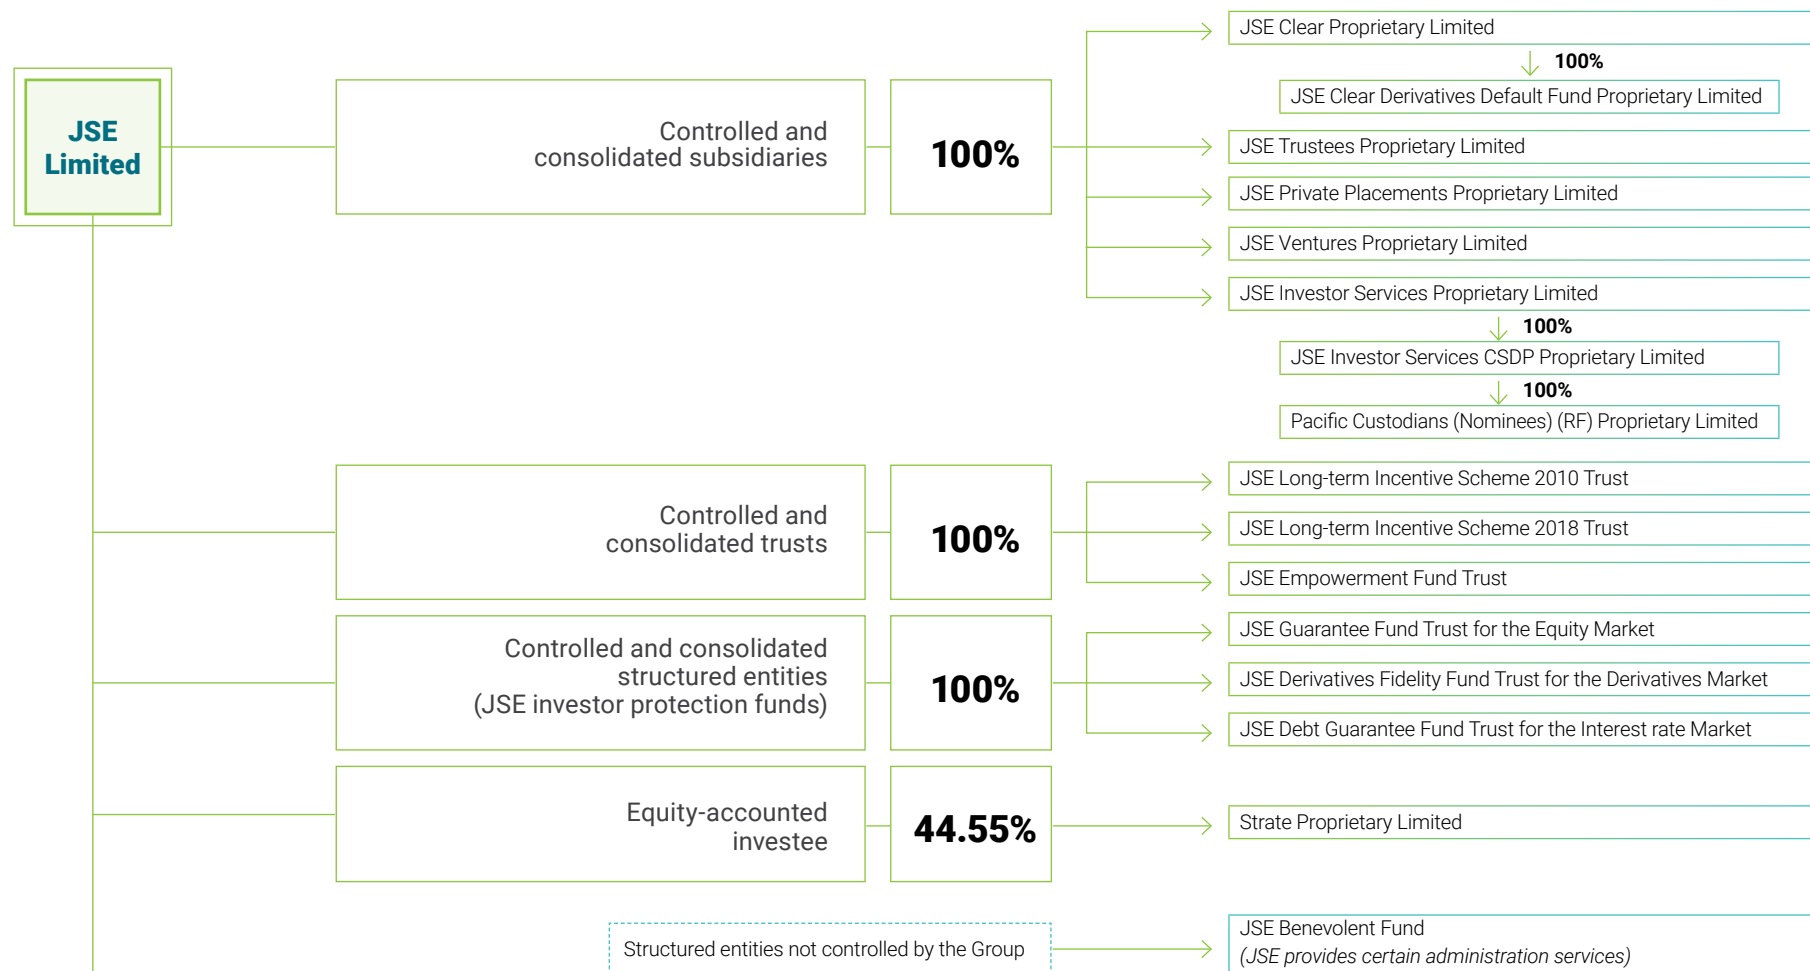 JSE
Limited
Controlled and
consolidated subsidiaries
100%
JSE Clear Proprietary Limited
100%
JSE Clear Derivatives Default Fund Proprietary Limited
JSE Trustees Proprietary Limited
JSE Private Placements Proprietary Limited
JSE Ventures Proprietary Limited
JSE Investor Services Proprietary Limited
100%
JSE Investor Services CSDP Proprietary Limited
100%
Pacific Custodians (Nominees) (RF) Proprietary Limited
Controlled and
consolidated trusts
100%
JSE Long-term Incentive Scheme 2010 Trust
JSE Long-term Incentive Scheme 2018 Trust
JSE Empowerment Fund Trust
Controlled and consolidated
structured entities
(JSE investor protection funds)
100%
JSE Guarantee Fund Trust for the Equity Market
JSE Derivatives Fidelity Fund Trust for the Derivatives Market
JSE Debt Guarantee Fund Trust for the Interest rate Market
Equity-accounted
investee
44.55%
Strate Proprietary Limited
Structured entities not controlled by the Group
JSE Benevolent Fund
(JSE provides certain administration services)